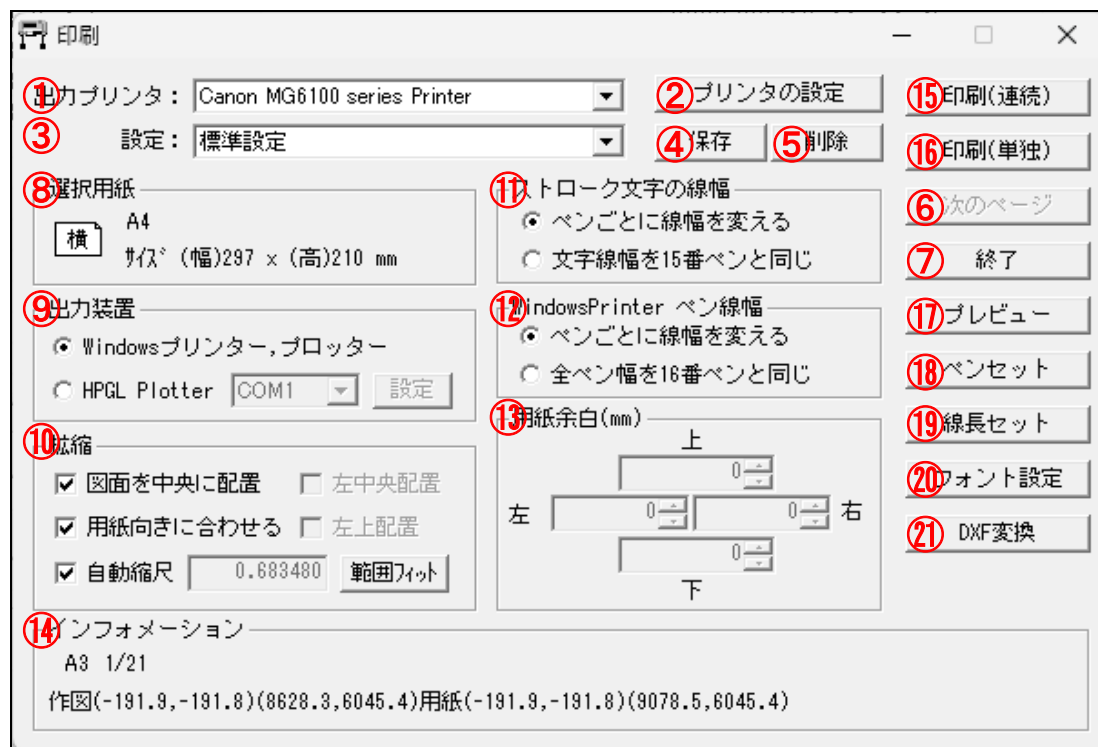 印刷
①出力プリンタ： Canon MG6100 series Printer
②プリンタの設定
⑮印刷(連続)
③ 設定： 標準設定
④保存
⑤削除
⑯印刷(単独)
⑧選択用紙
横
A4
ｻｲｽﾞ (幅)297 x (高)210 mm
⑪ストローク文字の線幅
ペンごとに線幅を変える
文字線幅を15番ペンと同じ
⑥次のページ
⑦ 終了
⑨出力装置
Windowsプリンター,プロッター
HPGL Plotter COM1 設定
⑫WindowsPrinter ペン線幅
ペンごとに線幅を変える
全ペン幅を16番ペンと同じ
⑰プレビュー
⑱ペンセット
⑩拡縮
図面を中央に配置 左中央配置
用紙向きに合わせる 左上配置
自動縮尺 0.683480 範囲ﾌｨｯﾄ
⑬用紙余白(mm)
上
0
左 0 0 右
0
下
⑲線長セット
⑳フォント設定
㉑ DXF変換
⑭インフォメーション
A3 1/21
作図(-191.9,-191.8)(8628.3,6045.4)用紙(-191.9,-191.8)(9078.5,6045.4)